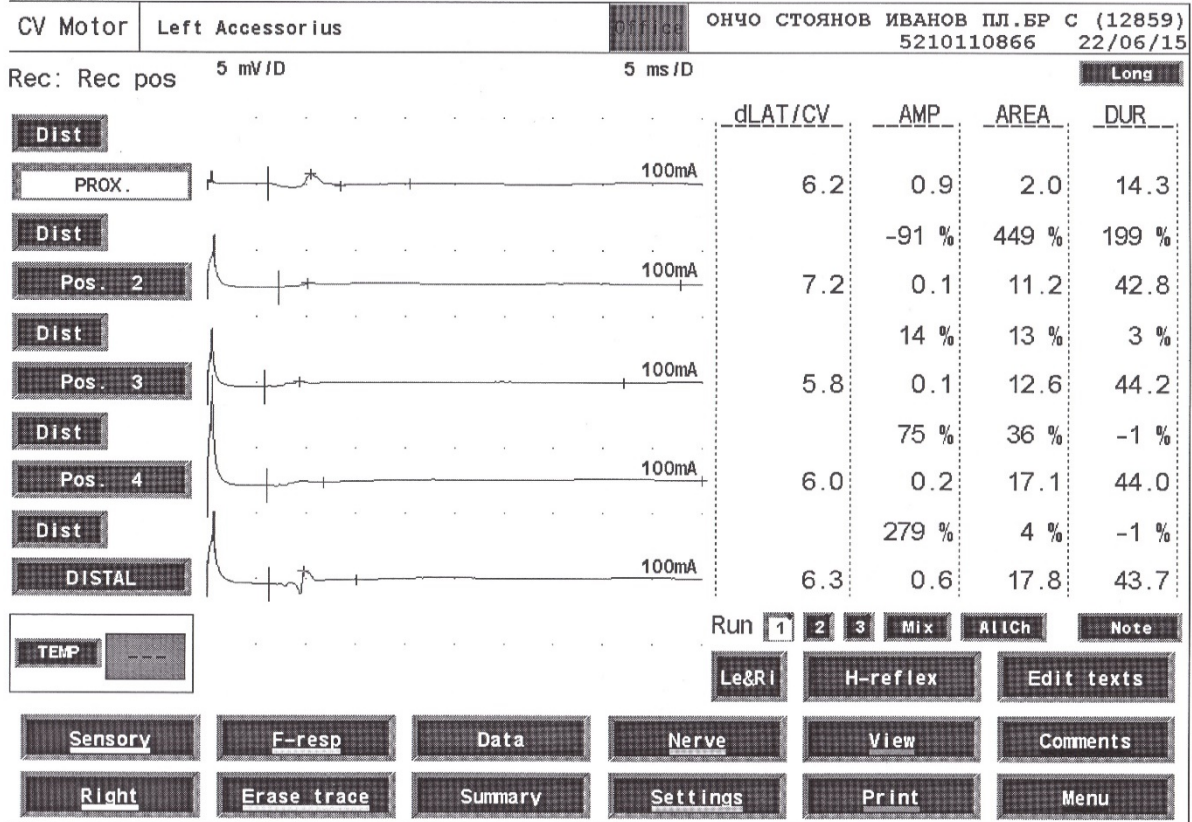 CV Motor Left Accessorius Office ОНЧО СТОЯНОВ ИВАНОВ ПЛ.БР С (12859)
5210110866 22/06/15
Rec: Rec pos 5 mV/D 5 ms/D Long
dLAT/CV AMP AREA DUR
Dist
PROX. 100mA 6.2 0.9 2.0 14.3
Dist -91 % 449 % 199 %
Pos. 2 100mA 7.2 0.1 11.2 42.8
Dist 14 % 13 % 3 %
Pos. 3 100mA 5.8 0.1 12.6 44.2
Dist 75 % 36 % -1 %
Pos. 4 100mA 6.0 0.2 17.1 44.0
Dist 279 % 4 % -1 %
DISTAL 100mA 6.3 0.6 17.8 43.7
Run 1 2 3 Mix AllCh Note
TEMP ---
Le&Ri H-reflex Edit texts
Sensory F-resp Data Nerve View Comments
Right Erase trace Summary Settings Print Menu